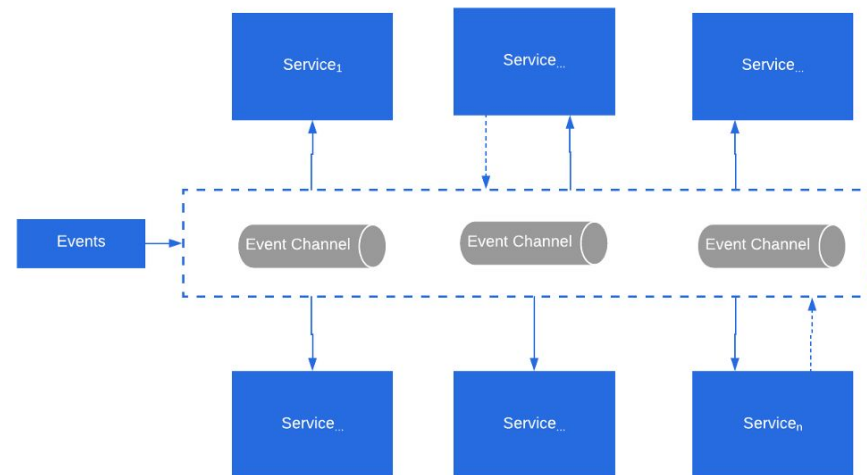 Service₁
Service...
Service...
Events
Event Channel
Event Channel
Event Channel
Service...
Service...
Serviceₙ